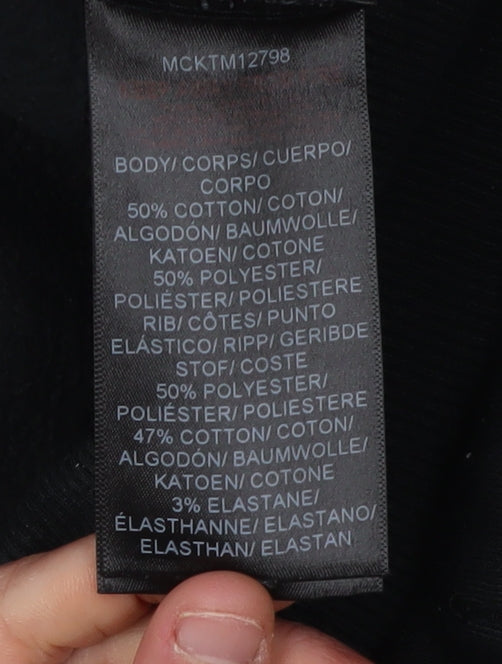 MCKTM12798
BODY/ CORPS/ CUERPO/
CORPO
50% COTTON/ COTON/
ALGODÓN/ BAUMWOLLE/
KATOEN/ COTONE
50% POLYESTER/
POLIÉSTER/ POLIESTERE
RIB/ CÔTES/ PUNTO
ELÁSTICO/ RIPP/ GERIBDE
STOF/ COSTE
50% POLYESTER/
POLIÉSTER/ POLIESTERE
47% COTTON/ COTON/
ALGODÓN/ BAUMWOLLE/
KATOEN/ COTONE
3% ELASTANE/
ÉLASTHANNE/ ELASTANO/
ELASTHAN/ ELASTAN